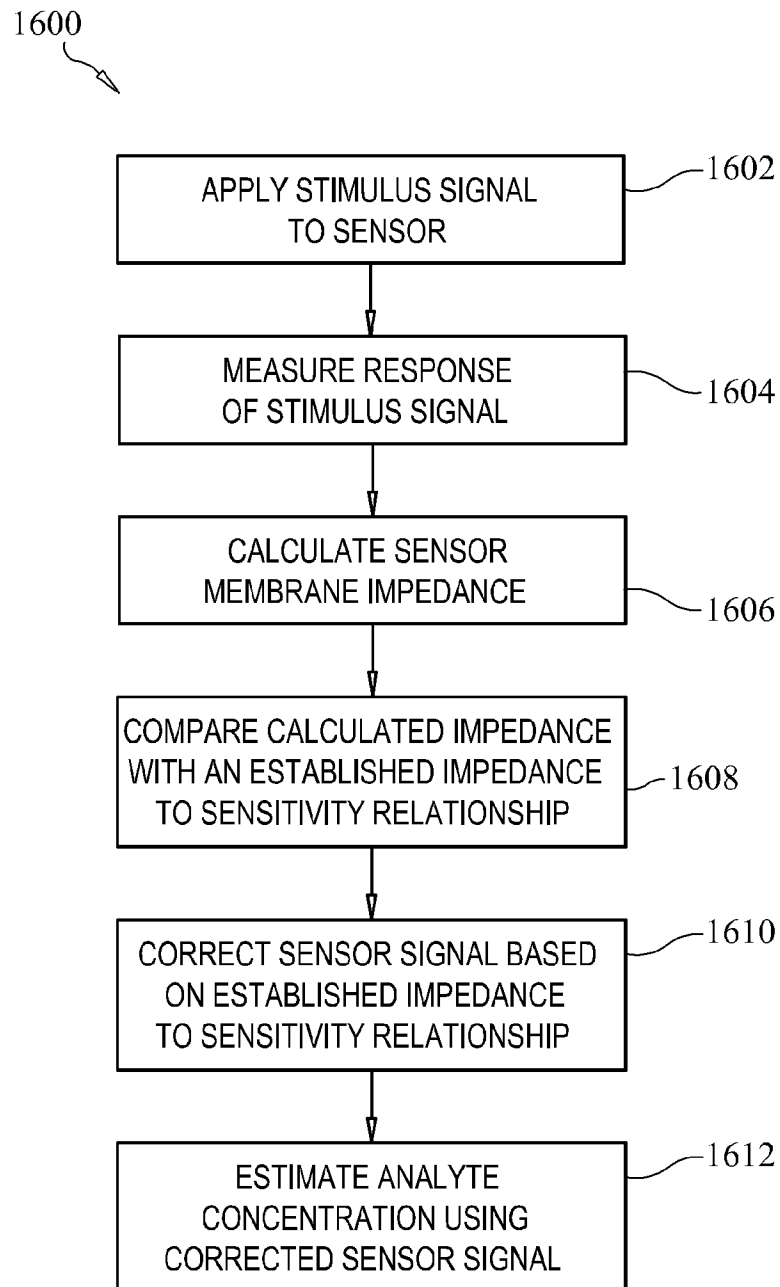 1600
APPLY STIMULUS SIGNAL
TO SENSOR
1602
MEASURE RESPONSE
OF STIMULUS SIGNAL
1604
CALCULATE SENSOR
MEMBRANE IMPEDANCE
1606
COMPARE CALCULATED IMPEDANCE
WITH AN ESTABLISHED IMPEDANCE
TO SENSITIVITY RELATIONSHIP
1608
CORRECT SENSOR SIGNAL BASED
ON ESTABLISHED IMPEDANCE
TO SENSITIVITY RELATIONSHIP
1610
ESTIMATE ANALYTE
CONCENTRATION USING
CORRECTED SENSOR SIGNAL
1612